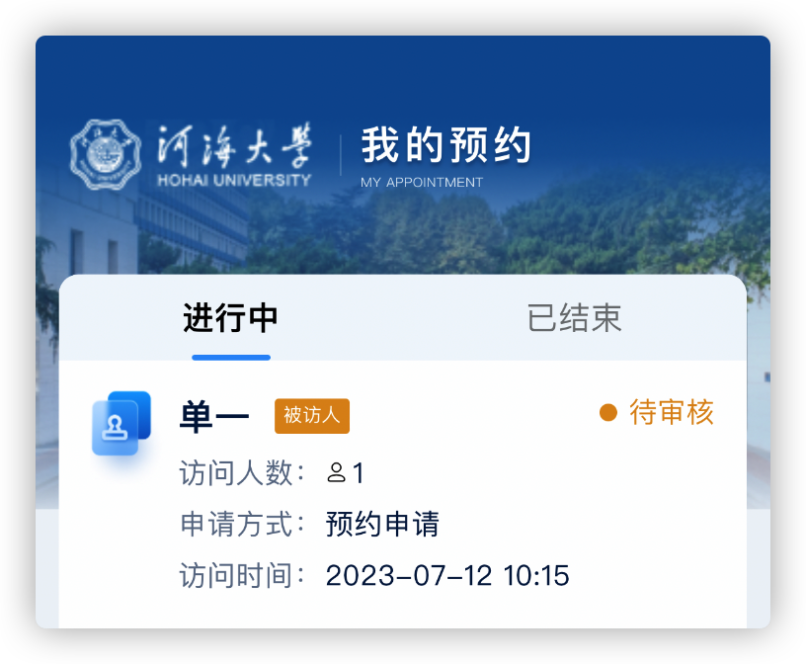 河海大学 我的预约
HOHAI UNIVERSITY MY APPOINTMENT
进行中 已结束
单一 被访人 待审核
访问人数： 1
申请方式： 预约申请
访问时间： 2023-07-12 10:15